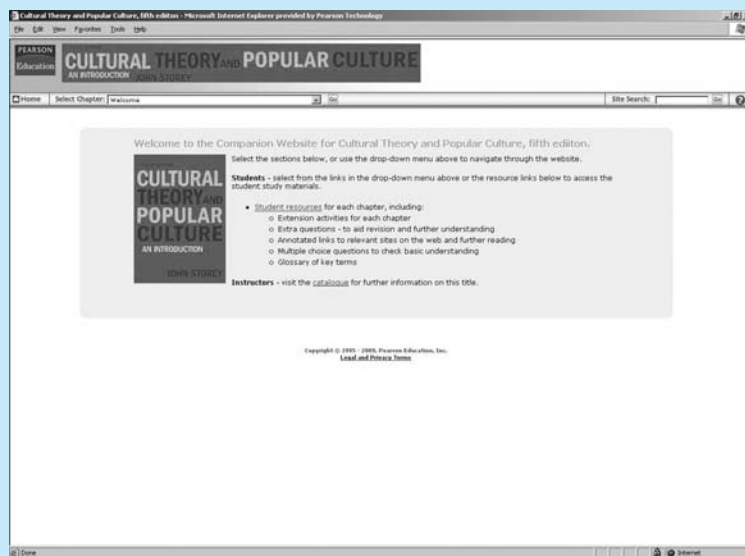 Cultural Theory and Popular Culture, fifth ediiton - Microsoft Internet Explorer provided by Pearson Technology
File Edit View Favorites Tools Help
PEARSON
Education
CULTURAL THEORY AND POPULAR CULTURE
AN INTRODUCTION JOHN STOREY
Home Select Chapter: Welcome Go Site Search: Go ?
Welcome to the Companion Website for Cultural Theory and Popular Culture, fifth ediiton.
CULTURAL
THEORY AND
POPULAR
CULTURE
AN INTRODUCTION
JOHN STOREY
Select the sections below, or use the drop-down menu above to navigate through the website.
Students - select from the links in the drop-down menu above or the resource links below to access the
student study materials.
• Student resources for each chapter, including:
o Extension activities for each chapter
o Extra questions - to aid revision and further understanding
o Annotated links to relevant sites on the web and further reading
o Multiple choice questions to check basic understanding
o Glossary of key terms
Instructors - visit the catalogue for further information on this title.
Copyright © 1995 - 2009, Pearson Education, Inc.
Legal and Privacy Terms
Done Internet